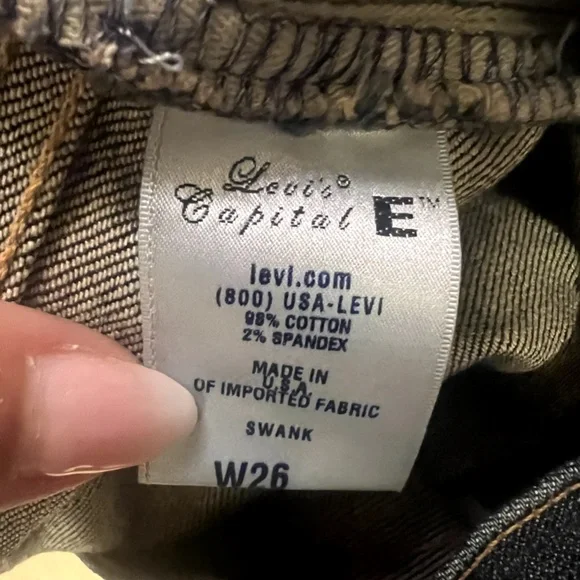 Levi's®
Capital E™
levi.com
(800) USA-LEVI
98% COTTON
2% SPANDEX
MADE IN
U.S.A.
OF IMPORTED FABRIC
SWANK
W26